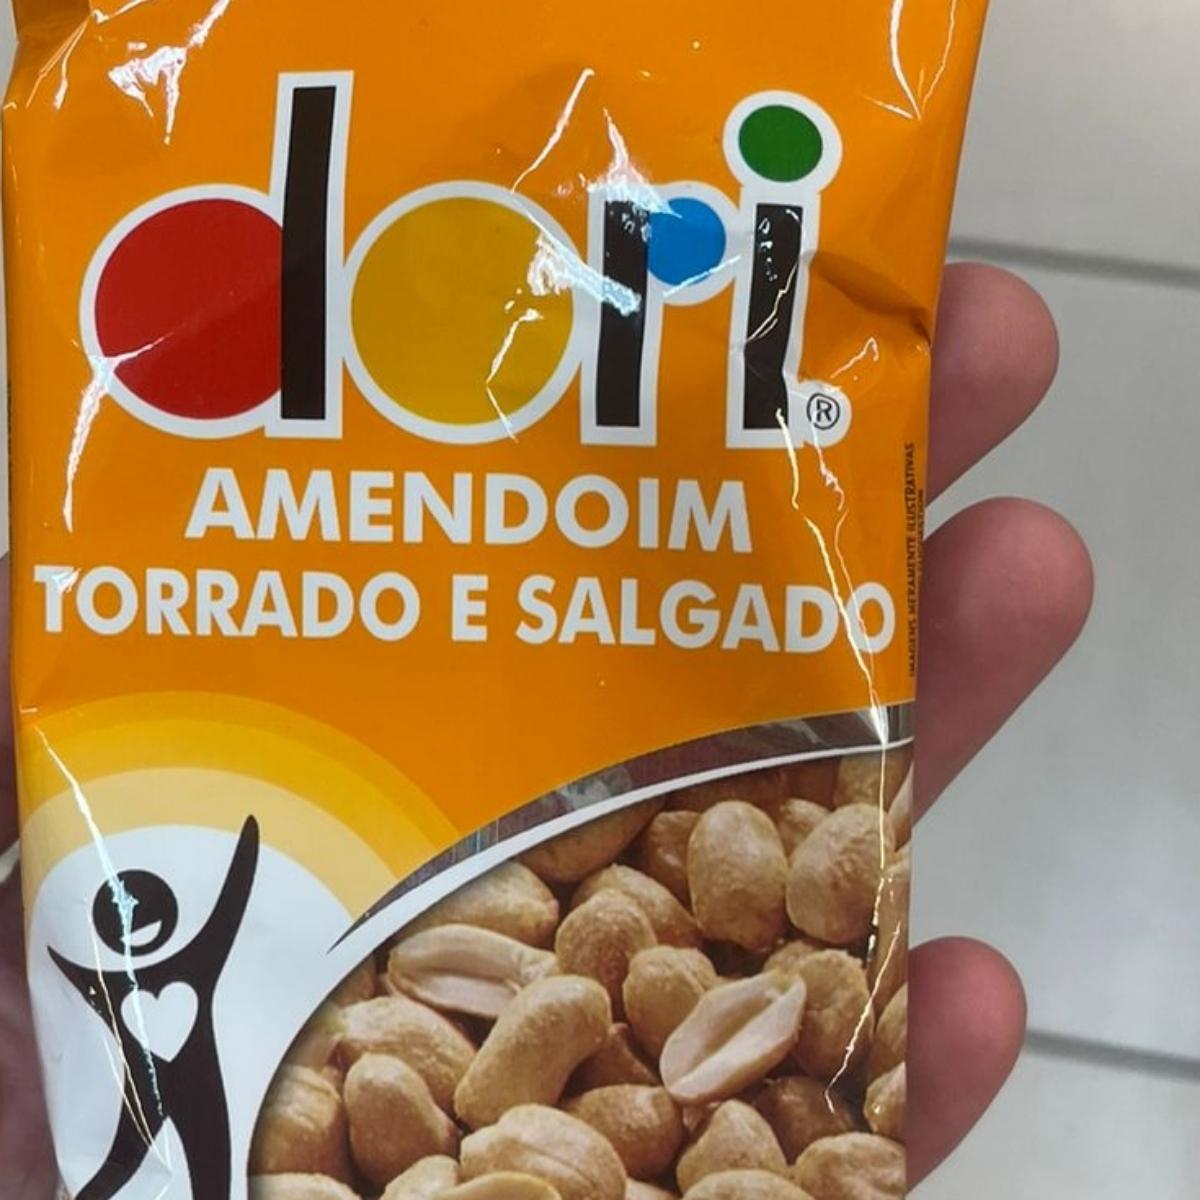 dori®
AMENDOIM
TORRADO E SALGADO
IMAGENS MERAMENTE ILUSTRATIVAS